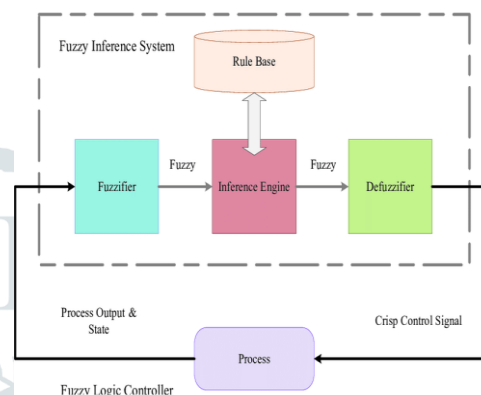 Fuzzy Inference System
Rule Base
Fuzzy
Fuzzy
Fuzzifier
Inference Engine
Defuzzifier
Process Output &
State
Crisp Control Signal
Process
Fuzzy Logic Controller